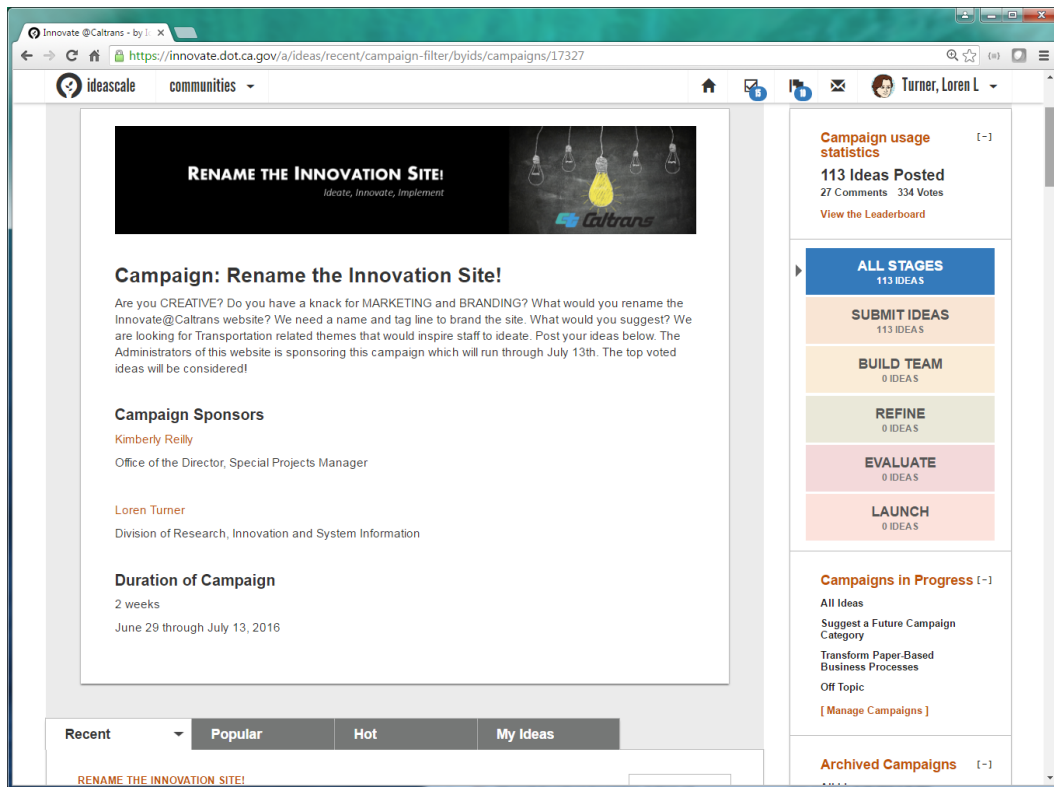 Innovate @Caltrans - by I
https://innovate.dot.ca.gov/a/ideas/recent/campaign-filter/byids/campaigns/17327
ideascale communities Turner, Loren L
RENAME THE INNOVATION SITE!
Ideate, Innovate, Implement
Caltrans
Campaign: Rename the Innovation Site!
Are you CREATIVE? Do you have a knack for MARKETING and BRANDING? What would you rename the
Innovate@Caltrans website? We need a name and tag line to brand the site. What would you suggest? We
are looking for Transportation related themes that would inspire staff to ideate. Post your ideas below. The
Administrators of this website is sponsoring this campaign which will run through July 13th. The top voted
ideas will be considered!
Campaign Sponsors
Kimberly Reilly
Office of the Director, Special Projects Manager
Loren Turner
Division of Research, Innovation and System Information
Duration of Campaign
2 weeks
June 29 through July 13, 2016
Recent Popular Hot My Ideas
RENAME THE INNOVATION SITE!
Campaign usage [-]
statistics
113 Ideas Posted
27 Comments 334 Votes
View the Leaderboard
ALL STAGES
113 IDEAS
SUBMIT IDEAS
113 IDEAS
BUILD TEAM
0 IDEAS
REFINE
0 IDEAS
EVALUATE
0 IDEAS
LAUNCH
0 IDEAS
Campaigns in Progress [-]
All Ideas
Suggest a Future Campaign
Category
Transform Paper-Based
Business Processes
Off Topic
[ Manage Campaigns ]
Archived Campaigns [-]